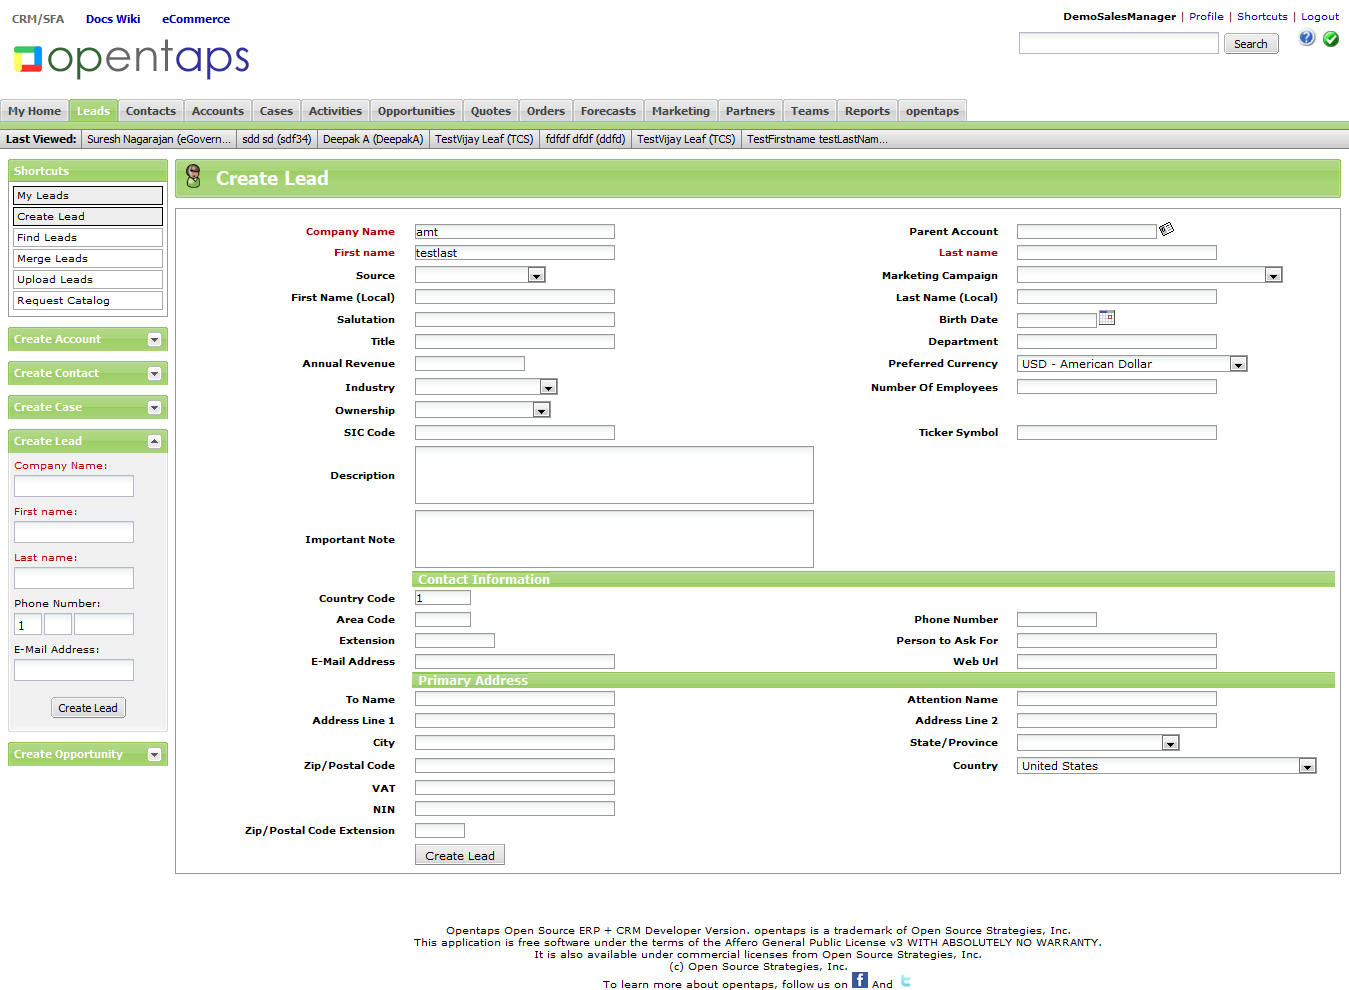 CRM/SFA Docs Wiki eCommerce
DemoSalesManager | Profile | Shortcuts | Logout
opentaps
Search
My Home Leads Contacts Accounts Cases Activities Opportunities Quotes Orders Forecasts Marketing Partners Teams Reports opentaps
Last Viewed: Suresh Nagarajan (eGovern... sdd sd (sdf34) Deepak A (DeepakA) TestVijay Leaf (TCS) fdfdf dfdf (ddfd) TestVijay Leaf (TCS) TestFirstname testLastNam...
Shortcuts
My Leads
Create Lead
Find Leads
Merge Leads
Upload Leads
Request Catalog
Create Account
Create Contact
Create Case
Create Lead
Company Name:
First name:
Last name:
Phone Number:
1
E-Mail Address:
Create Lead
Create Opportunity
Create Lead
Company Name amt Parent Account
First name testlast Last name
Source Marketing Campaign
First Name (Local) Last Name (Local)
Salutation Birth Date
Title Department
Annual Revenue Preferred Currency USD - American Dollar
Industry Number Of Employees
Ownership
SIC Code Ticker Symbol
Description
Important Note
Contact Information
Country Code 1
Area Code Phone Number
Extension Person to Ask For
E-Mail Address Web Url
Primary Address
To Name Attention Name
Address Line 1 Address Line 2
City State/Province
Zip/Postal Code Country United States
VAT
NIN
Zip/Postal Code Extension
Create Lead
Opentaps Open Source ERP + CRM Developer Version. opentaps is a trademark of Open Source Strategies, Inc.
This application is free software under the terms of the Affero General Public License v3 WITH ABSOLUTELY NO WARRANTY.
It is also available under commercial licenses from Open Source Strategies, Inc.
(c) Open Source Strategies, Inc.
To learn more about opentaps, follow us on f And t